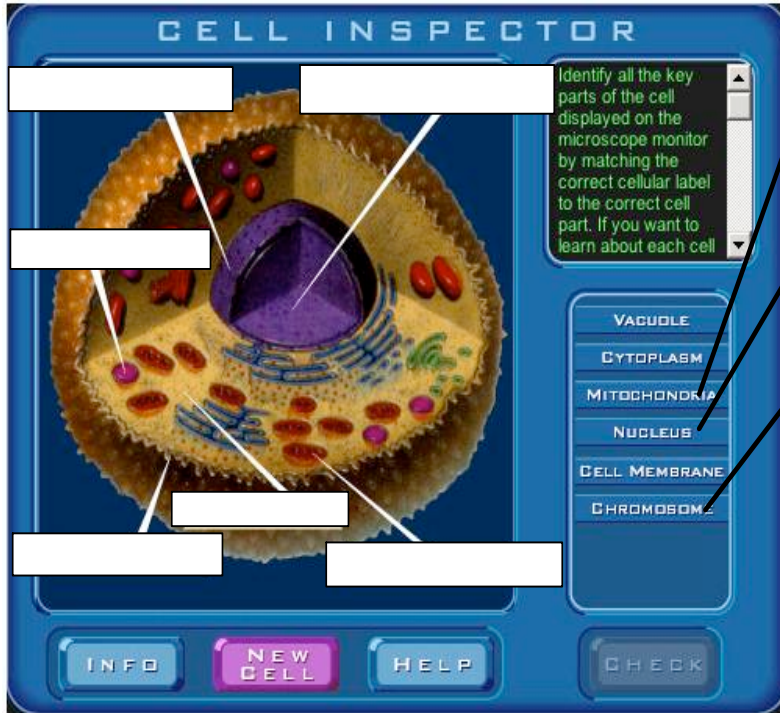 CELL INSPECTOR
Identify all the key
parts of the cell
displayed on the
microscope monitor
by matching the
correct cellular label
to the correct cell
part. If you want to
learn about each cell
VACUOLE
CYTOPLASM
MITOCHONDRIA
NUCLEUS
CELL MEMBRANE
CHROMOSOME
INFO
NEW
CELL
HELP
CHECK